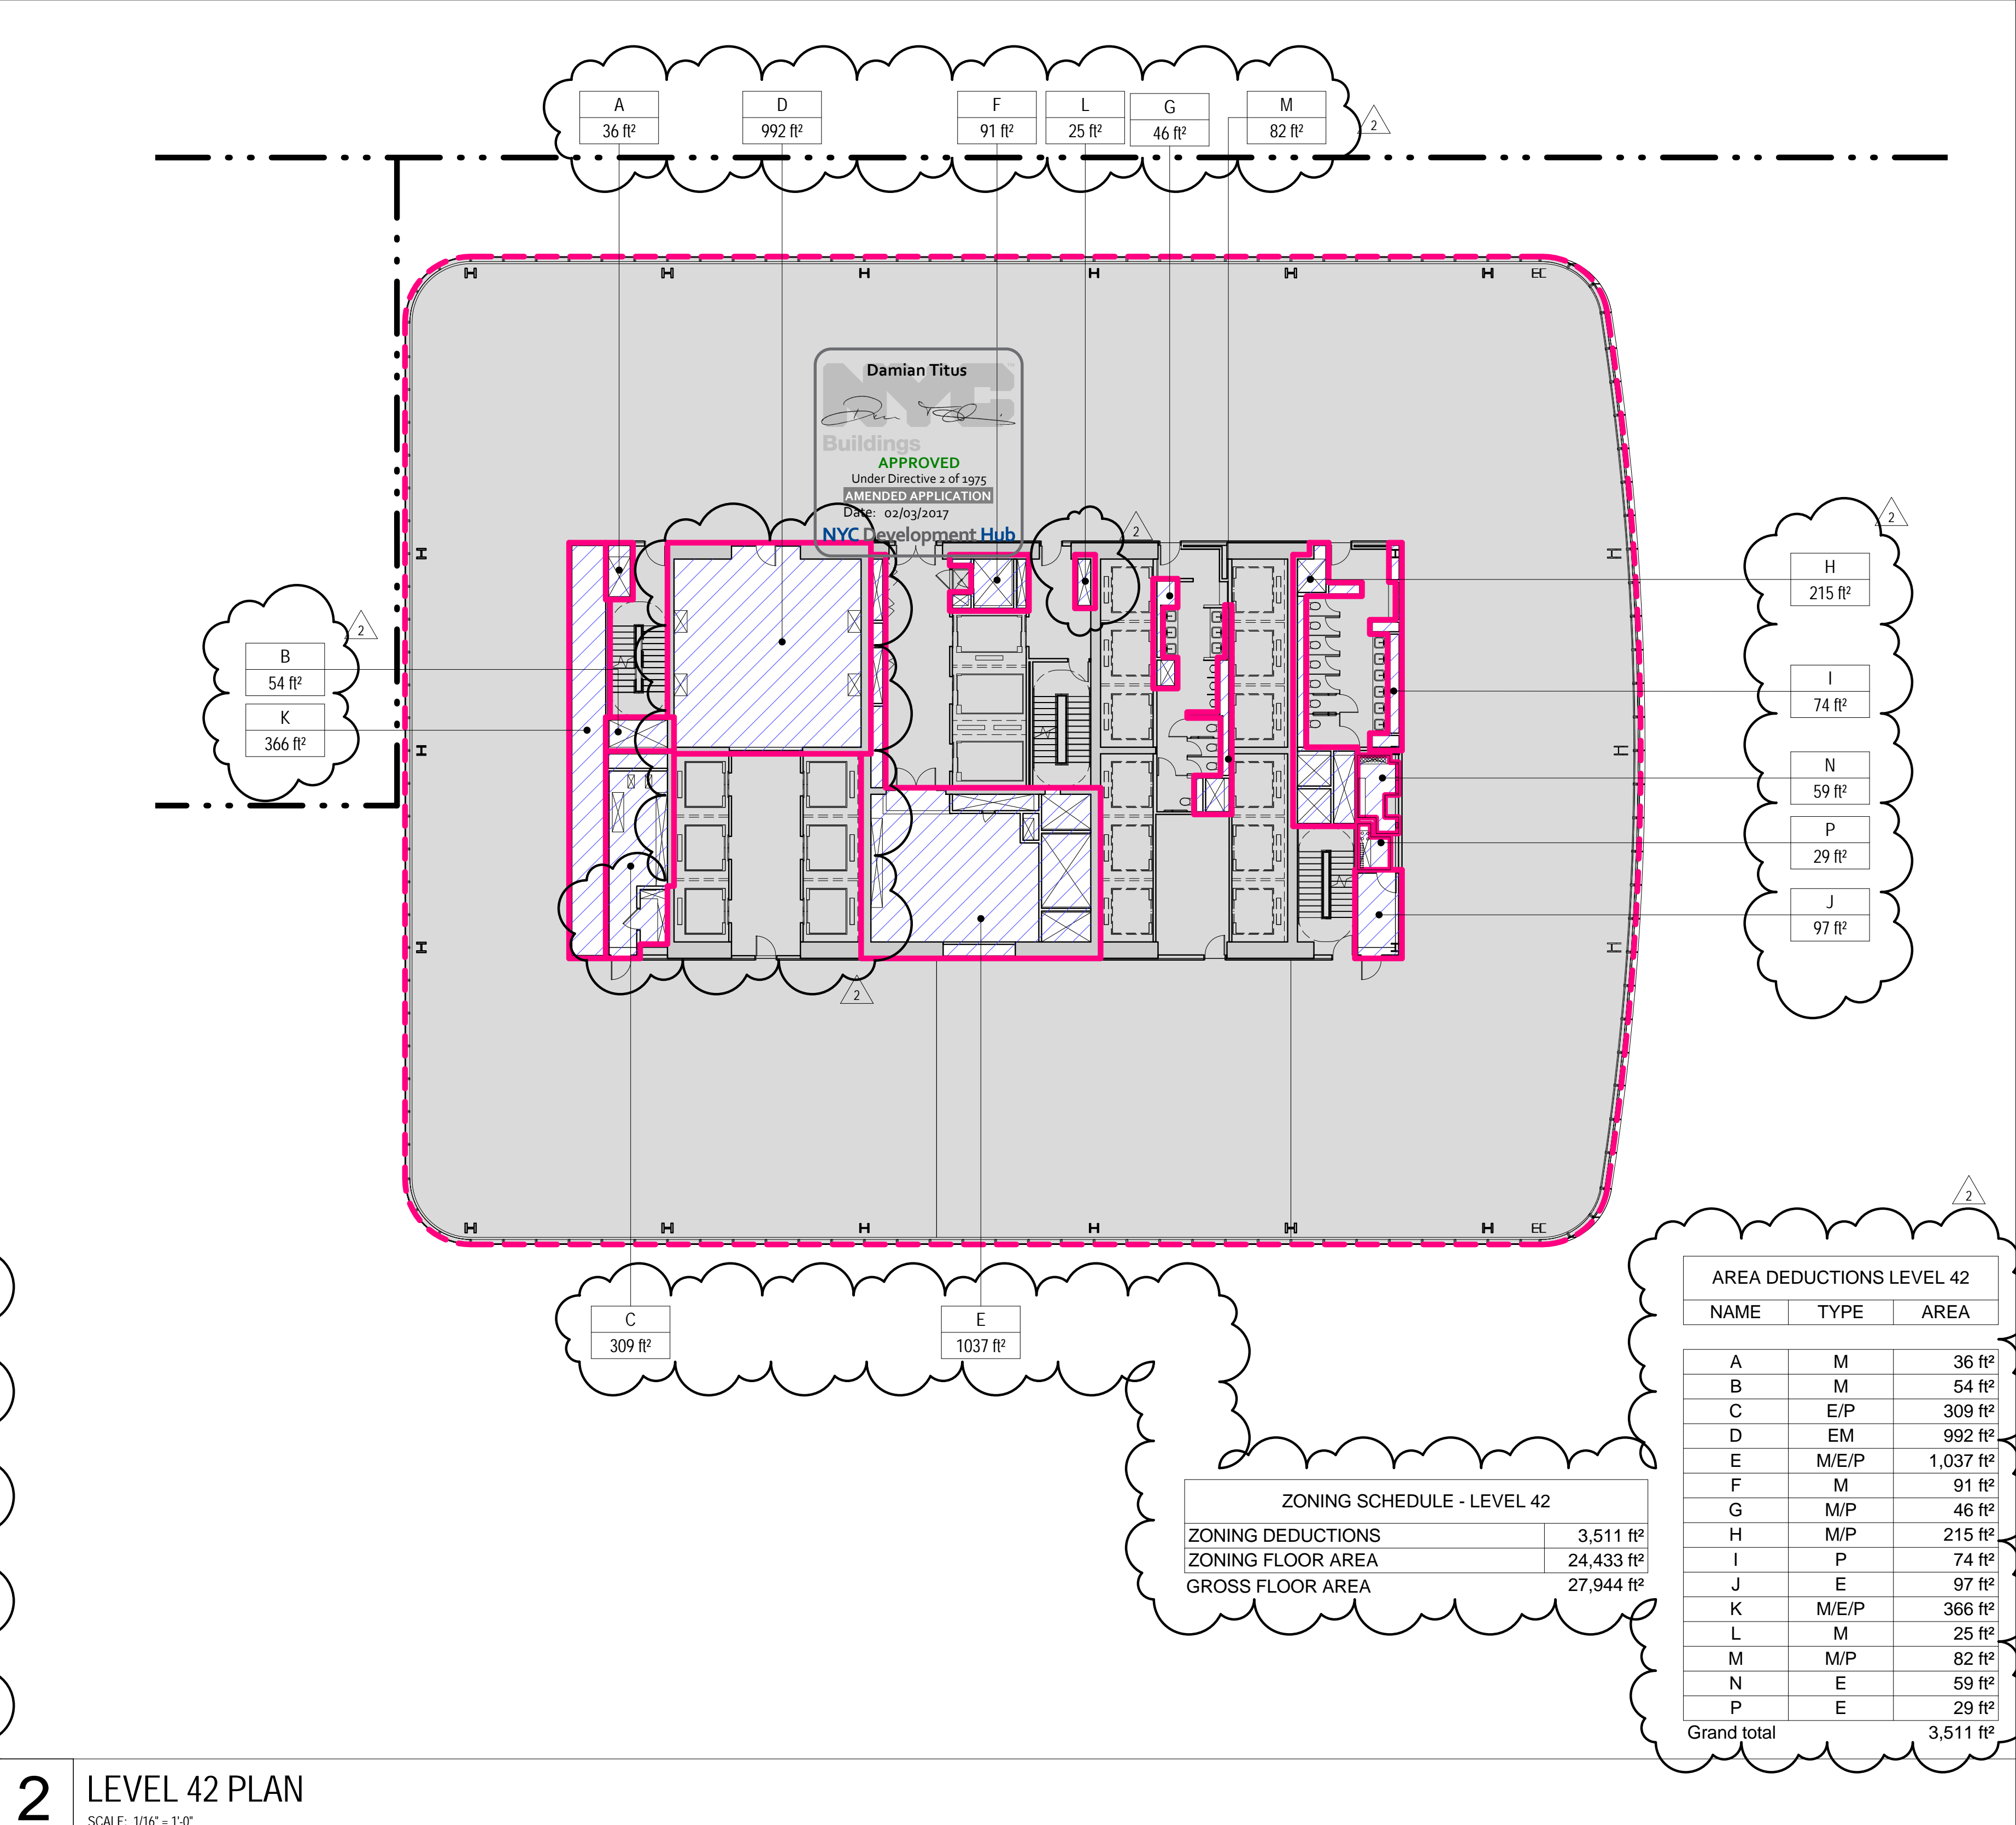 A
36 ft²
D
992 ft²
F
91 ft²
L
25 ft²
G
46 ft²
M
82 ft²
2
EC
Damian Titus
NYC
Buildings
APPROVED
Under Directive 2 of 1975
AMENDED APPLICATION
Date: 02/03/2017
NYC Development Hub
2
2
H
215 ft²
I
74 ft²
N
59 ft²
P
29 ft²
J
97 ft²
2
B
54 ft²
K
366 ft²
2
EC
C
309 ft²
E
1037 ft²
2
AREA DEDUCTIONS LEVEL 42
NAME TYPE AREA
A M 36 ft²
B M 54 ft²
C E/P 309 ft²
D EM 992 ft²
E M/E/P 1,037 ft²
F M 91 ft²
G M/P 46 ft²
H M/P 215 ft²
I P 74 ft²
J E 97 ft²
K M/E/P 366 ft²
L M 25 ft²
M M/P 82 ft²
N E 59 ft²
P E 29 ft²
Grand total 3,511 ft²
ZONING SCHEDULE - LEVEL 42
ZONING DEDUCTIONS 3,511 ft²
ZONING FLOOR AREA 24,433 ft²
GROSS FLOOR AREA 27,944 ft²
2
LEVEL 42 PLAN
SCALE: 1/16" = 1'-0"